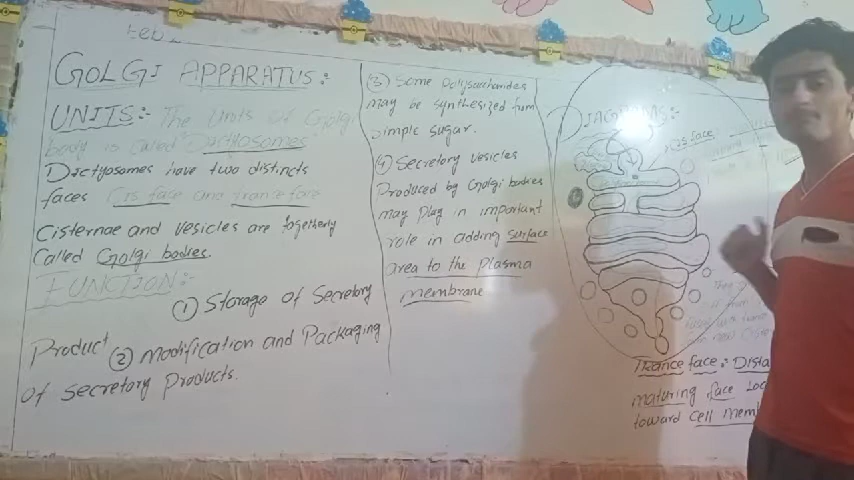 GOLGI APPARATUS:
UNITS:- The Units of Golgi
body is called "Dictyosomes"
Dictyosomes have two distincts
faces Cis face and trance face
Cisternae and vesicles are togetherly
Called Golgi bodies.
FUNCTION:-
① Storage of Secretory
Product ② Modification and Packaging
of secretory Products.
③ Some Polysaccharides
may be synthesized from
simple sugar.
④ Secretory vesicles
Produced by Golgi bodies
may Play in important
role in adding surface
area to the Plasma
membrane
DIAGRAMS:-
Cis face:
Trance face: Dista
maturing face Loc
toward cell mem